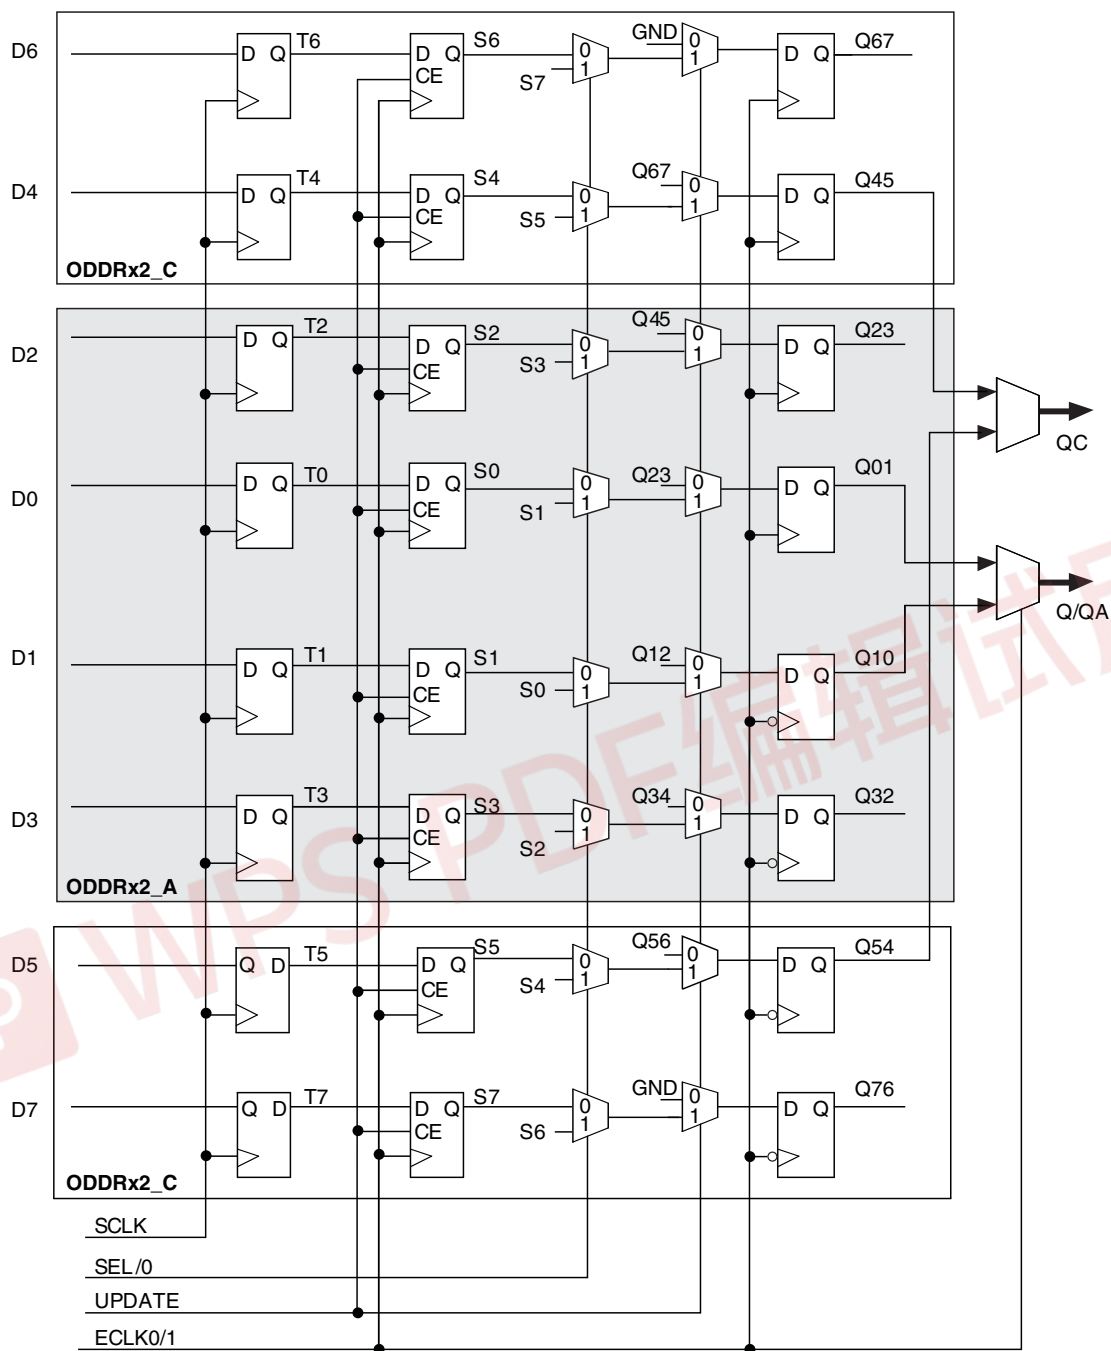 D6
D Q
T6
D Q
CE
S6
0
1
S7
GND
0
1
D Q
Q67
D4
D Q
T4
D Q
CE
S4
0
1
S5
Q67
0
1
D Q
Q45
ODDRx2_C
D2
D Q
T2
D Q
CE
S2
0
1
S3
Q45
0
1
D Q
Q23
QC
D0
D Q
T0
D Q
CE
S0
0
1
S1
Q23
0
1
D Q
Q01
Q/QA
D1
D Q
T1
D Q
CE
S1
0
1
S0
Q12
0
1
D Q
Q10
D3
D Q
T3
D Q
CE
S3
0
1
S2
Q34
0
1
D Q
Q32
ODDRx2_A
D5
Q D
T5
D Q
CE
S5
0
1
S4
Q56
0
1
D Q
Q54
D7
Q D
T7
D Q
CE
S7
0
1
S6
GND
0
1
D Q
Q76
ODDRx2_C
SCLK
SEL/0
UPDATE
ECLK0/1
WPS PDF编辑试